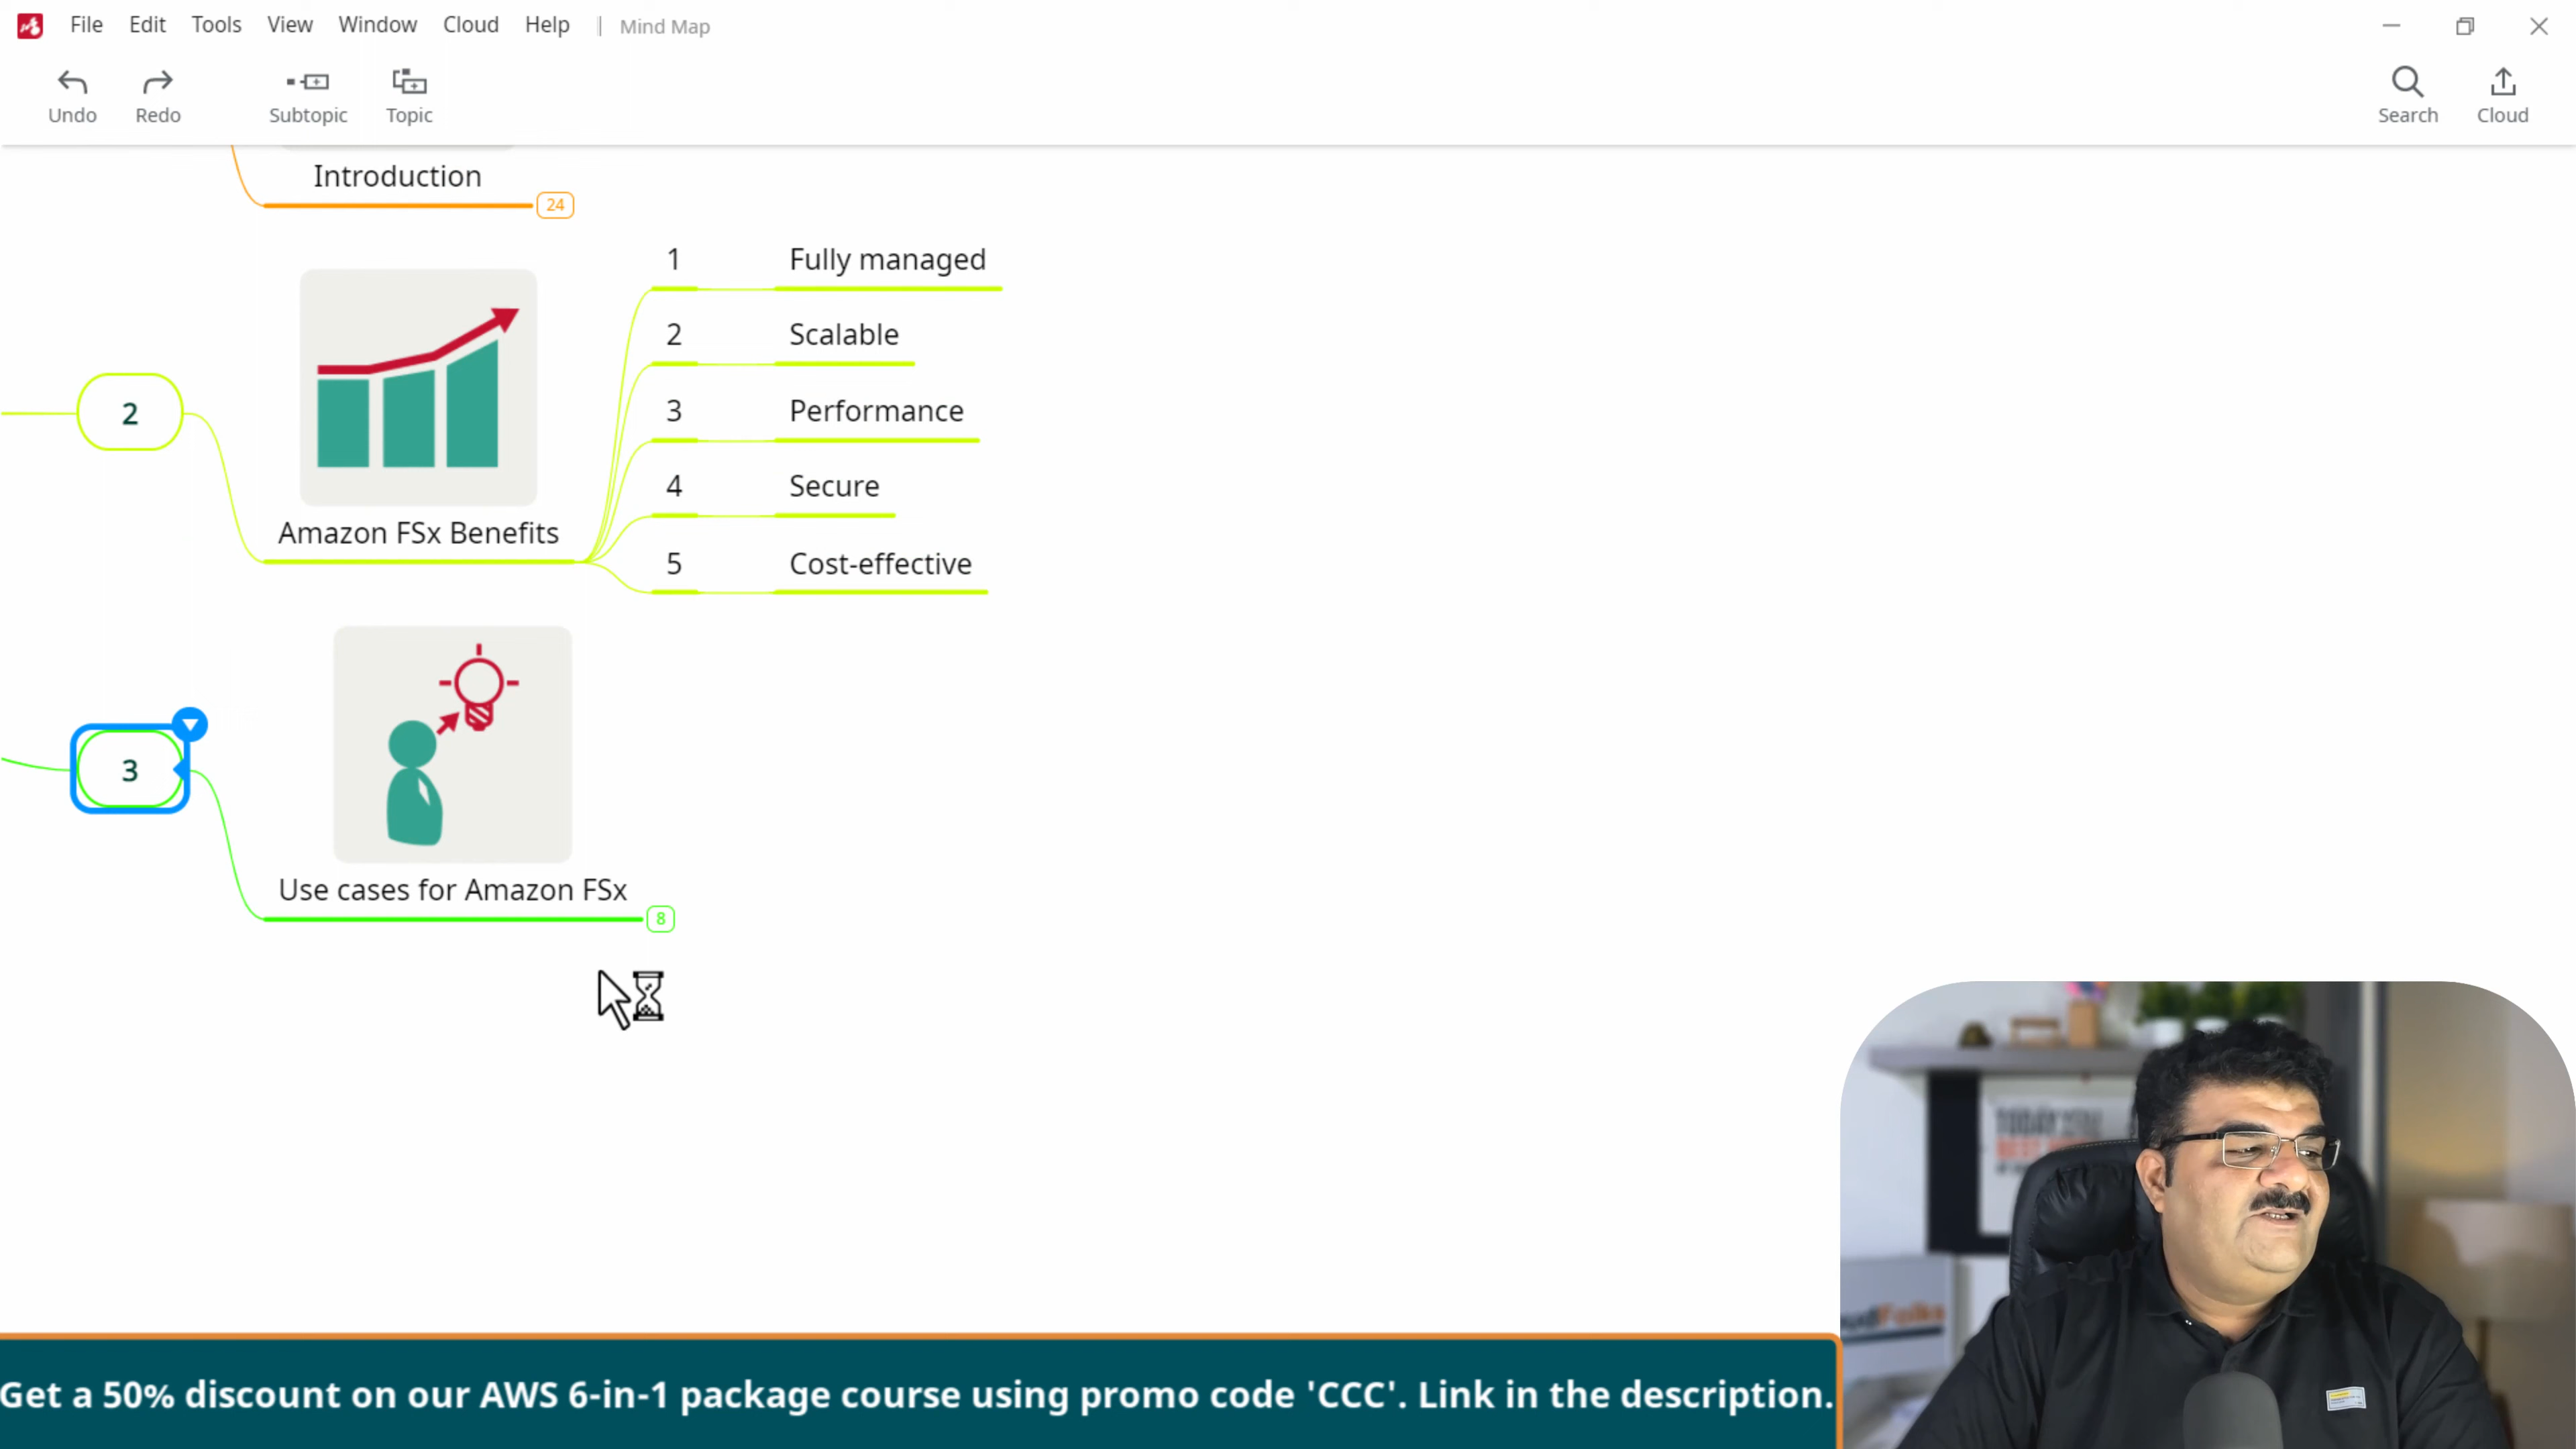 File Edit Tools View Window Cloud Help | Mind Map
Undo Redo Subtopic Topic Search Cloud
Introduction
24
1 Fully managed
2 Scalable
3 Performance
2
4 Secure
Amazon FSx Benefits
5 Cost-effective
3
Use cases for Amazon FSx
8
Get a 50% discount on our AWS 6-in-1 package course using promo code 'CCC'. Link in the description.